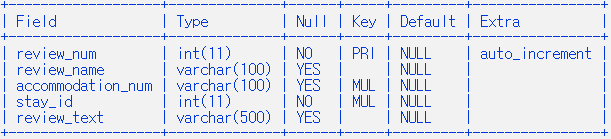 +-------------------+--------------+------+-----+---------+----------------+
| Field             | Type         | Null | Key | Default | Extra          |
+-------------------+--------------+------+-----+---------+----------------+
| review_num        | int(11)      | NO   | PRI | NULL    | auto_increment |
| review_name       | varchar(100) | YES  |     | NULL    |                |
| accommodation_num | varchar(100) | YES  | MUL | NULL    |                |
| stay_id           | int(11)      | NO   | MUL | NULL    |                |
| review_text       | varchar(500) | YES  |     | NULL    |                |
+-------------------+--------------+------+-----+---------+----------------+